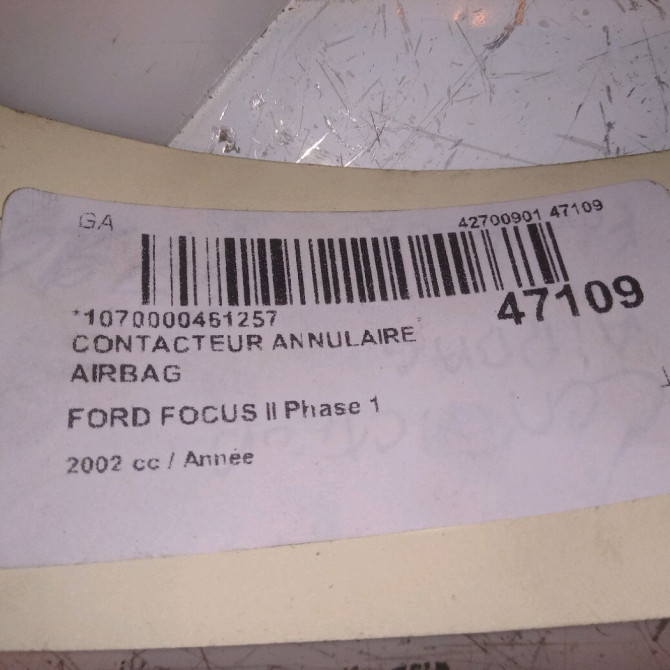 GA
42700901 47109
47109
*1070000461257
CONTACTEUR ANNULAIRE
AIRBAG
FORD FOCUS II Phase 1
2002 cc / Année